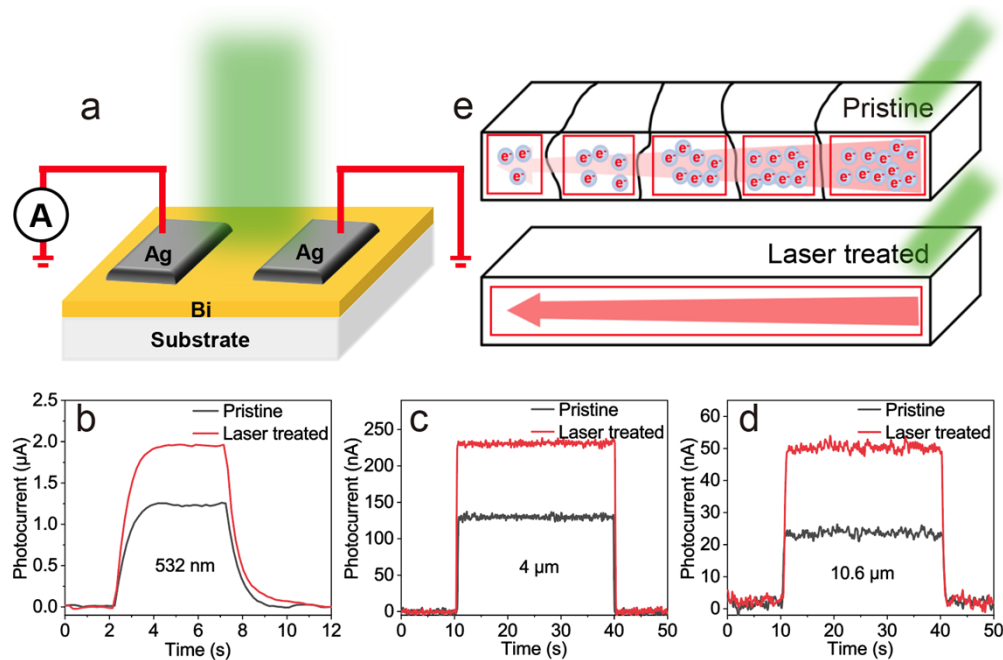 a
A
Ag
Ag
Bi
Substrate
e
Pristine
e- e- e- e- e- e- e- e- e- e- e- e- e- e- e- e- e- e- e- e- e- e- e- e- e- e- e- e- e- e- e- e-
Laser treated
b
Pristine
Laser treated
532 nm
Photocurrent (μA)
2.5
2.0
1.5
1.0
0.5
0.0
0 2 4 6 8 10 12
Time (s)
c
Pristine
Laser treated
4 μm
Photocurrent (nA)
250
200
150
100
50
0
0 10 20 30 40 50
Time (s)
d
Pristine
Laser treated
10.6 μm
Photocurrent (nA)
60
50
40
30
20
10
0
0 10 20 30 40 50
Time (s)